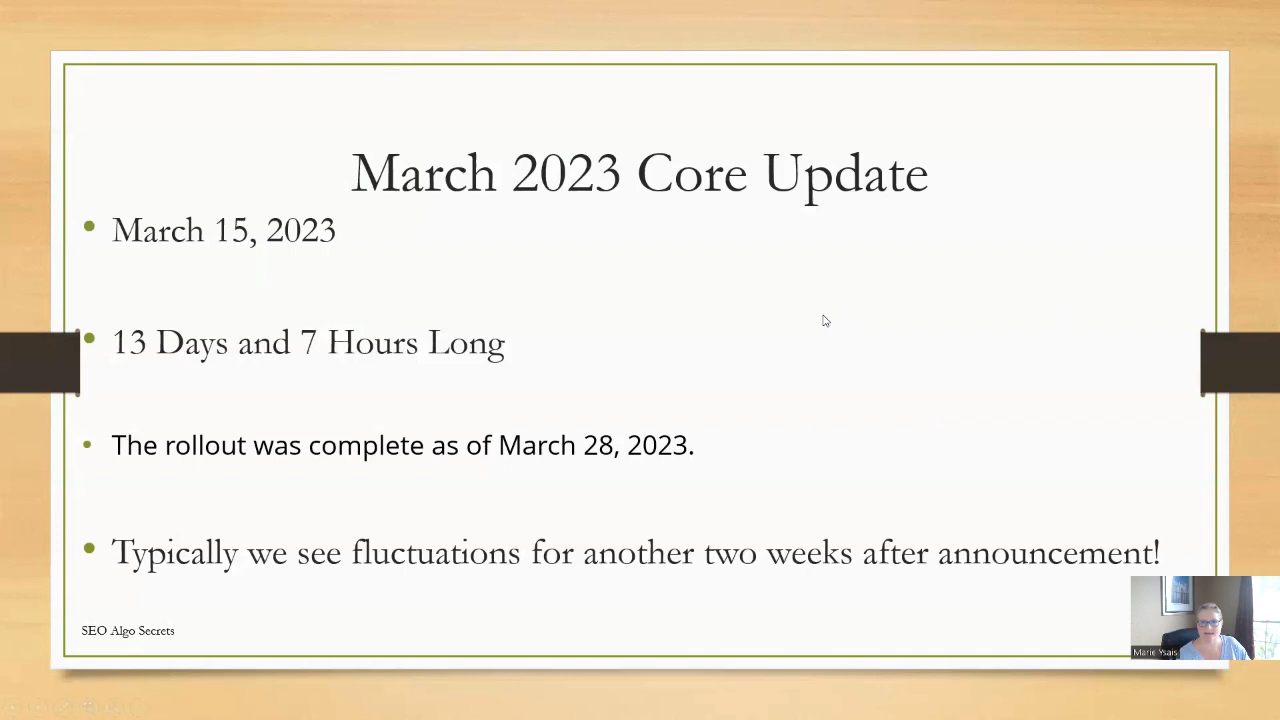 March 2023 Core Update
• March 15, 2023
• 13 Days and 7 Hours Long
• The rollout was complete as of March 28, 2023.
• Typically we see fluctuations for another two weeks after announcement!
SEO Algo Secrets
Marie Ysais